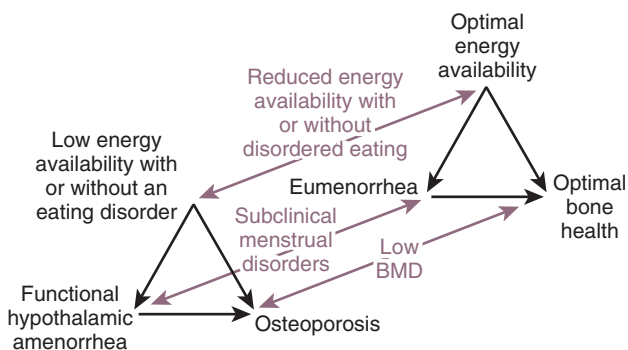 Optimal
energy
availability
Reduced energy
availability with
or without
disordered eating
Low energy
availability with
or without an
eating disorder
Eumenorrhea
Optimal
bone
health
Subclinical
menstrual
disorders
Low
BMD
Functional
hypothalamic
amenorrhea
Osteoporosis